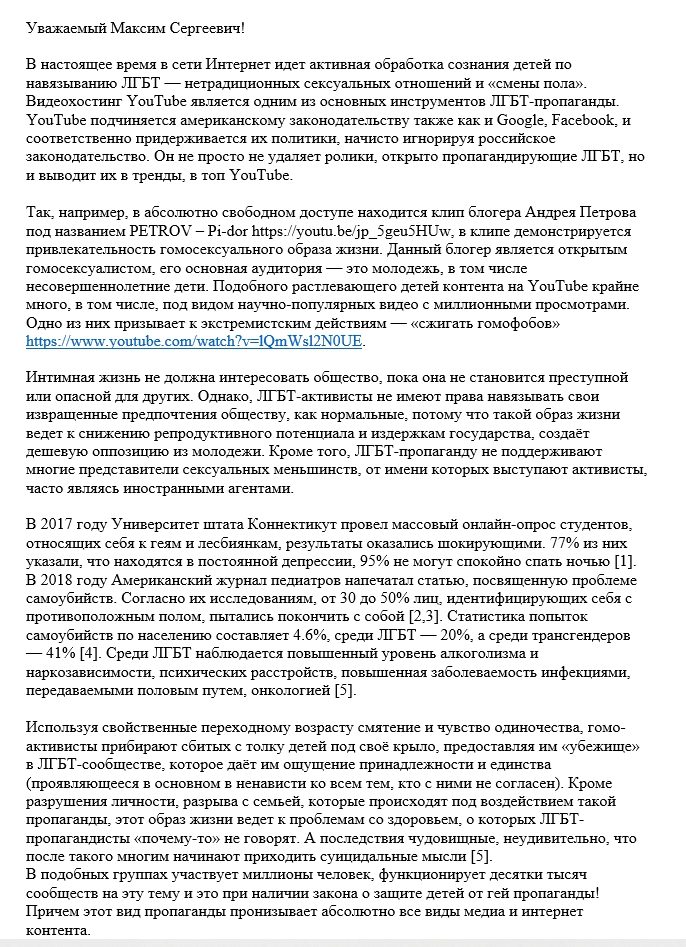 Уважаемый Максим Сергеевич!
В настоящее время в сети Интернет идет активная обработка сознания детей по
навязыванию ЛГБТ — нетрадиционных сексуальных отношений и «смены пола».
Видеохостинг YouTube является одним из основных инструментов ЛГБТ-пропаганды.
YouTube подчиняется американскому законодательству также как и Google, Facebook, и
соответственно придерживается их политики, начисто игнорируя российское
законодательство. Он не просто не удаляет ролики, открыто пропагандирующие ЛГБТ, но
и выводит их в тренды, в топ YouTube.
Так, например, в абсолютно свободном доступе находится клип блогера Андрея Петрова
под названием PETROV – Pi-dor https://youtu.be/jp_5geu5HUw, в клипе демонстрируется
привлекательность гомосексуального образа жизни. Данный блогер является открытым
гомосексуалистом, его основная аудитория — это молодежь, в том числе
несовершеннолетние дети. Подобного растлевающего детей контента на YouTube крайне
много, в том числе, под видом научно-популярных видео с миллионными просмотрами.
Одно из них призывает к экстремистским действиям — «сжигать гомофобов»
https://www.youtube.com/watch?v=lQmWsl2N0UE.
Интимная жизнь не должна интересовать общество, пока она не становится преступной
или опасной для других. Однако, ЛГБТ-активисты не имеют права навязывать свои
извращенные предпочтения обществу, как нормальные, потому что такой образ жизни
ведет к снижению репродуктивного потенциала и издержкам государства, создаёт
дешевую оппозицию из молодежи. Кроме того, ЛГБТ-пропаганду не поддерживают
многие представители сексуальных меньшинств, от имени которых выступают активисты,
часто являясь иностранными агентами.
В 2017 году Университет штата Коннектикут провел массовый онлайн-опрос студентов,
относящих себя к геям и лесбиянкам, результаты оказались шокирующими. 77% из них
указали, что находятся в постоянной депрессии, 95% не могут спокойно спать ночью [1].
В 2018 году Американский журнал педиатров напечатал статью, посвященную проблеме
самоубийств. Согласно их исследованиям, от 30 до 50% лиц, идентифицирующих себя с
противоположным полом, пытались покончить с собой [2,3]. Статистика попыток
самоубийств по населению составляет 4.6%, среди ЛГБТ — 20%, а среди трансгендеров
— 41% [4]. Среди ЛГБТ наблюдается повышенный уровень алкоголизма и
наркозависимости, психических расстройств, повышенная заболеваемость инфекциями,
передаваемыми половым путем, онкологией [5].
Используя свойственные переходному возрасту смятение и чувство одиночества, гомо-
активисты прибирают сбитых с толку детей под своё крыло, предоставляя им «убежище»
в ЛГБТ-сообществе, которое даёт им ощущение принадлежности и единства
(проявляющееся в основном в ненависти ко всем тем, кто с ними не согласен). Кроме
разрушения личности, разрыва с семьей, которые происходят под воздействием такой
пропаганды, этот образ жизни ведет к проблемам со здоровьем, о которых ЛГБТ-
пропагандисты «почему-то» не говорят. А последствия чудовищные, неудивительно, что
после такого многим начинают приходить суицидальные мысли [5].
В подобных группах участвует миллионы человек, функционирует десятки тысяч
сообществ на эту тему и это при наличии закона о защите детей от гей пропаганды!
Причем этот вид пропаганды пронизывает абсолютно все виды медиа и интернет
контента.